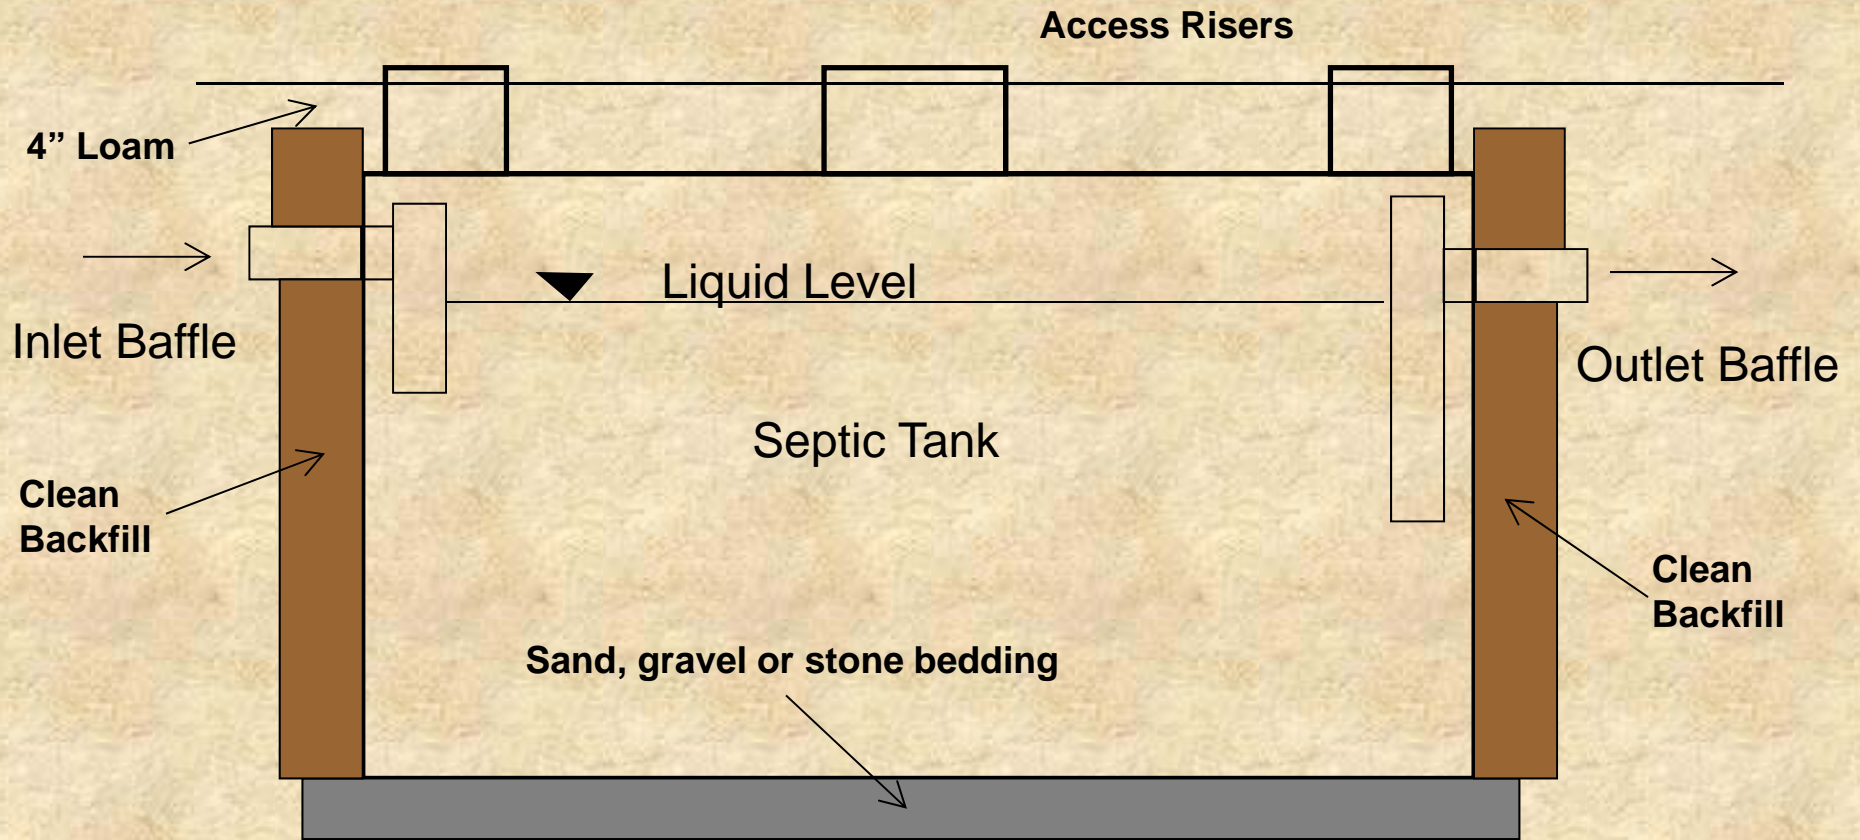 Access Risers
4” Loam
Liquid Level
Inlet Baffle
Outlet Baffle
Septic Tank
Clean
Backfill
Clean
Backfill
Sand, gravel or stone bedding